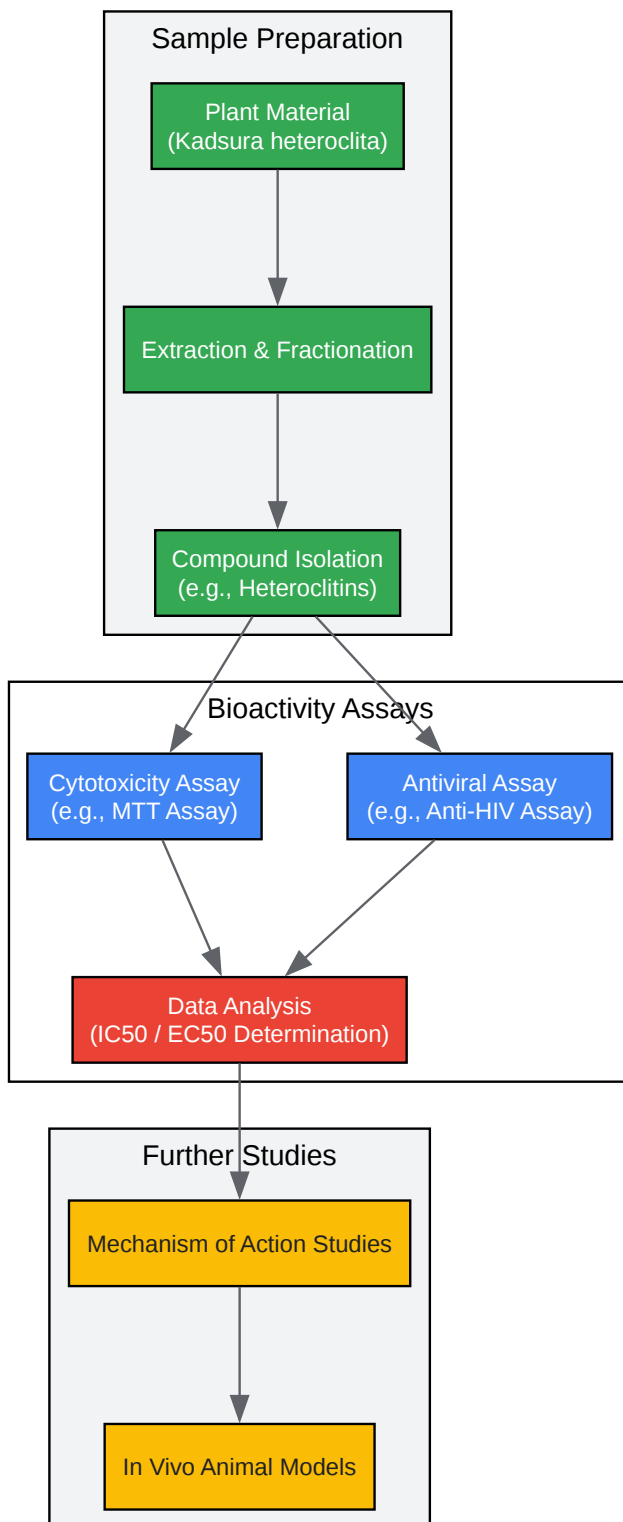 Sample Preparation
Plant Material
(Kadsura heteroclita)
Extraction & Fractionation
Compound Isolation
(e.g., Heteroclitins)
Bioactivity Assays
Cytotoxicity Assay
(e.g., MTT Assay)
Antiviral Assay
(e.g., Anti-HIV Assay)
Data Analysis
(IC50 / EC50 Determination)
Further Studies
Mechanism of Action Studies
In Vivo Animal Models